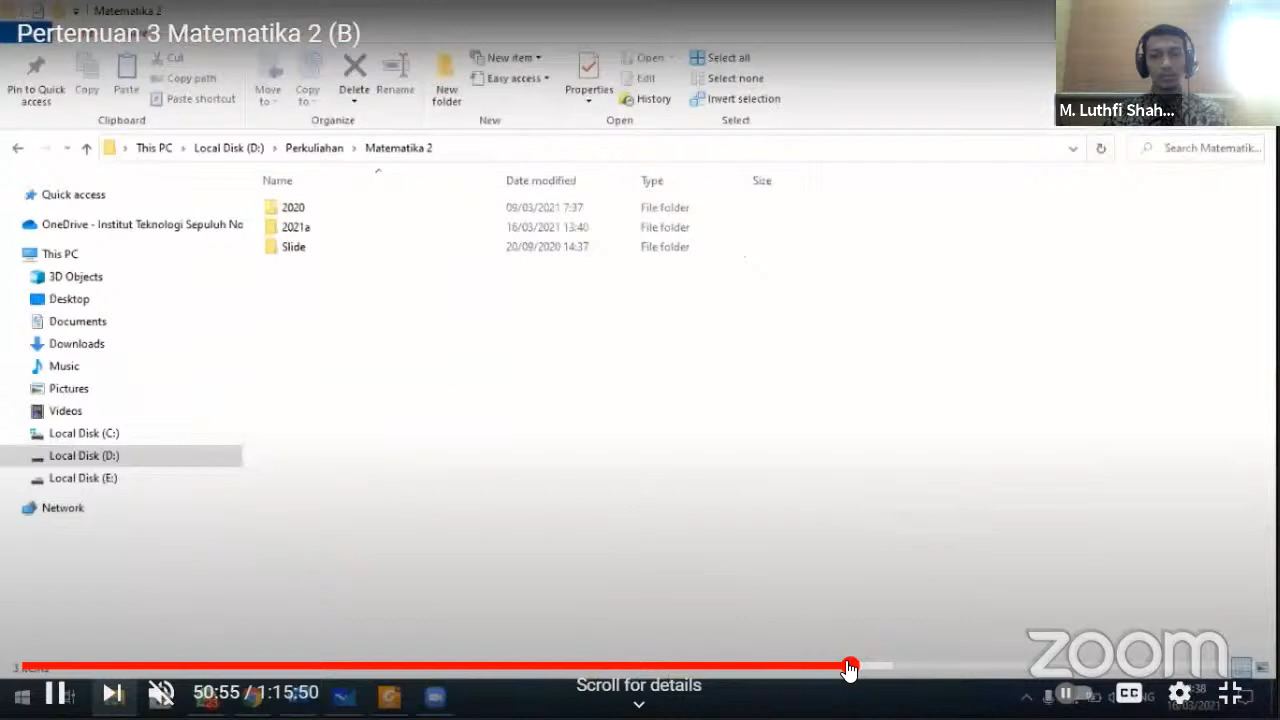 Matematika 2
Pertemuan 3 Matematika 2 (B)
Pin to Quick access
Copy
Paste
Cut
Copy path
Paste shortcut
Clipboard
Move to
Copy to
Delete
Rename
Organize
New folder
New item
Easy access
New
Properties
Open
Edit
History
Open
Select all
Select none
Invert selection
Select
M. Luthfi Shah...
This PC
Local Disk (D:)
Perkuliahan
Matematika 2
Search Matematik...
Name
Date modified
Type
Size
2020
09/03/2021 7:37
File folder
2021a
16/03/2021 13:40
File folder
Slide
20/09/2020 14:37
File folder
Quick access
OneDrive - Institut Teknologi Sepuluh No
This PC
3D Objects
Desktop
Documents
Downloads
Music
Pictures
Videos
Local Disk (C:)
Local Disk (D:)
Local Disk (E:)
Network
zoom
50:55 / 1:15:50
Scroll for details
CC
16/03/2021